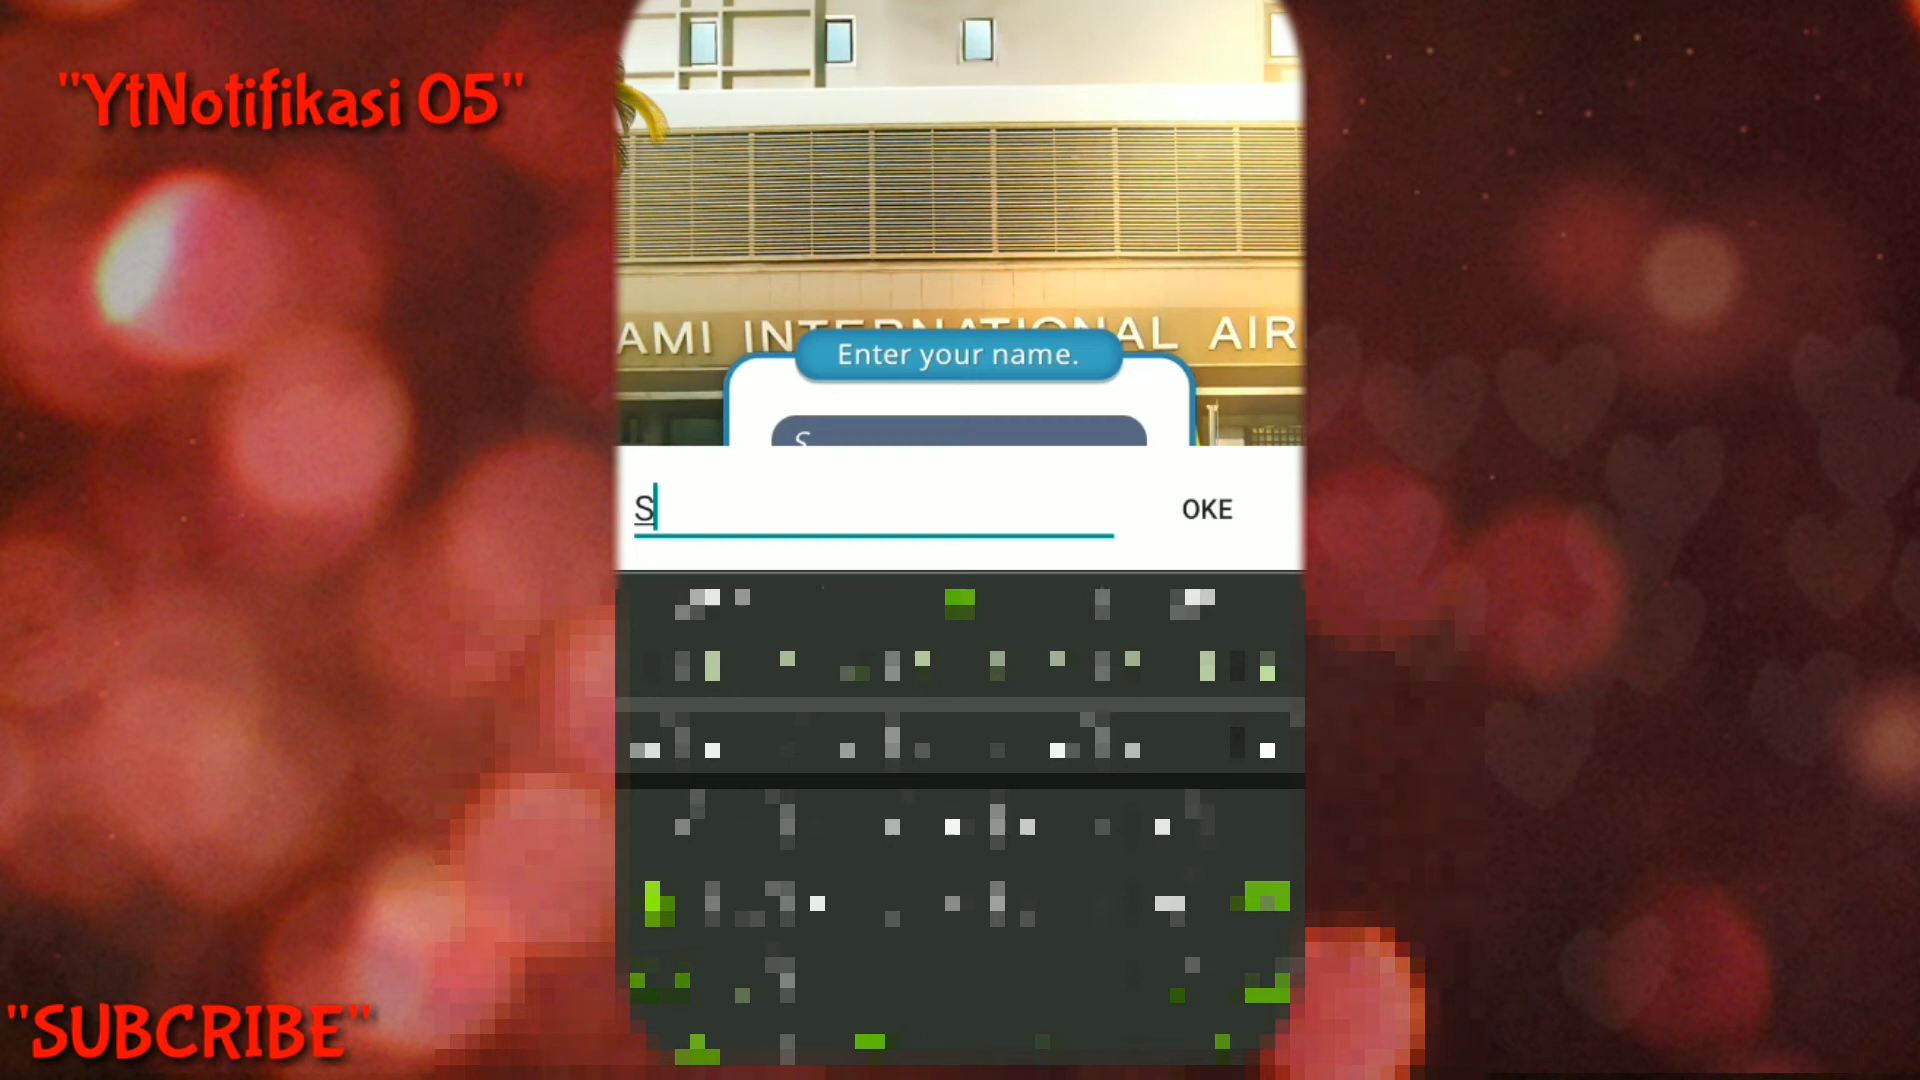 "YtNotifikasi 05"
AMI INTERNATIONAL AIR
Enter your name.
S
S
OKE
"SUBCRIBE"